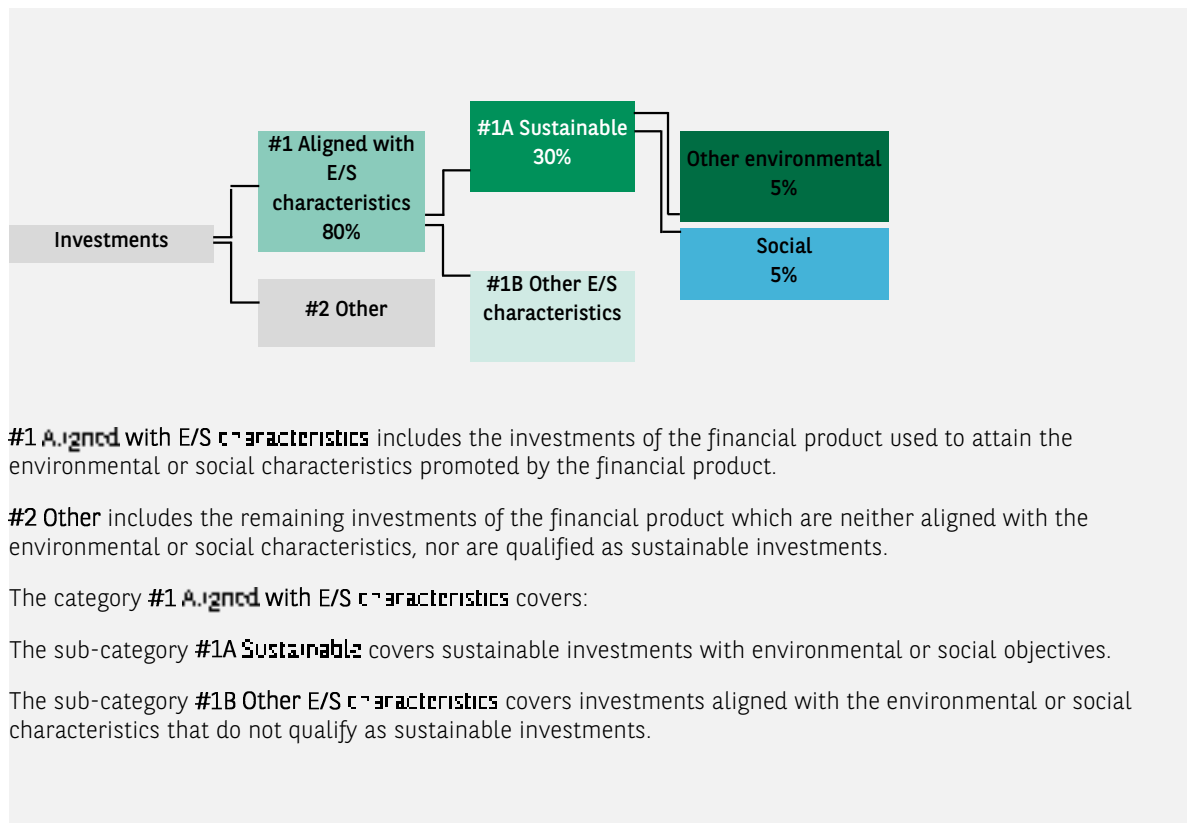 #1A Sustainable
30%
#1 Aligned with
E/S
characteristics
80%
Other environmental
5%
Investments
Social
5%
#2 Other
#1B Other E/S
characteristics
#1 Aligned with E/S characteristics includes the investments of the financial product used to attain the
environmental or social characteristics promoted by the financial product.
#2 Other includes the remaining investments of the financial product which are neither aligned with the
environmental or social characteristics, nor are qualified as sustainable investments.
The category #1 Aligned with E/S characteristics covers:
The sub-category #1A Sustainable covers sustainable investments with environmental or social objectives.
The sub-category #1B Other E/S characteristics covers investments aligned with the environmental or social
characteristics that do not qualify as sustainable investments.